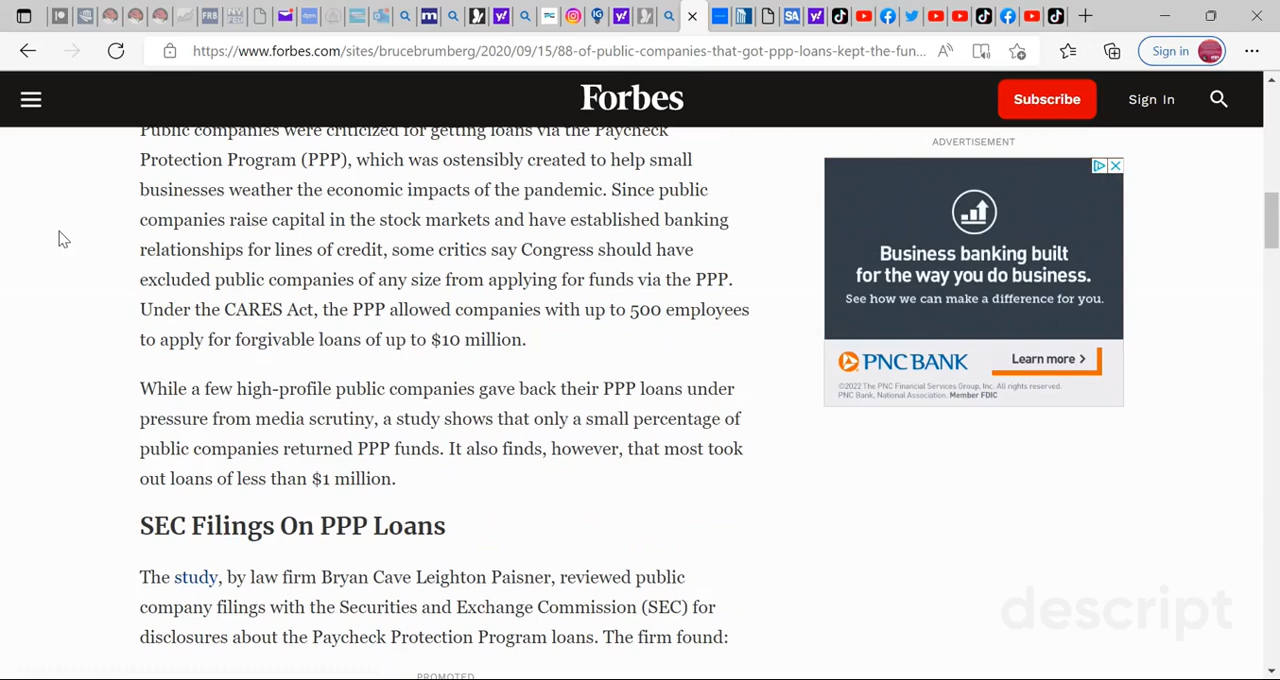 https://www.forbes.com/sites/brucebrumberg/2020/09/15/88-of-public-companies-that-got-ppp-loans-kept-the-fun...
Sign in
Forbes
Subscribe
Sign In
Public companies were criticized for getting loans via the Paycheck
Protection Program (PPP), which was ostensibly created to help small
businesses weather the economic impacts of the pandemic. Since public
companies raise capital in the stock markets and have established banking
relationships for lines of credit, some critics say Congress should have
excluded public companies of any size from applying for funds via the PPP.
Under the CARES Act, the PPP allowed companies with up to 500 employees
to apply for forgivable loans of up to $10 million.
While a few high-profile public companies gave back their PPP loans under
pressure from media scrutiny, a study shows that only a small percentage of
public companies returned PPP funds. It also finds, however, that most took
out loans of less than $1 million.
SEC Filings On PPP Loans
The study, by law firm Bryan Cave Leighton Paisner, reviewed public
company filings with the Securities and Exchange Commission (SEC) for
disclosures about the Paycheck Protection Program loans. The firm found:
PROMOTED
ADVERTISEMENT
Business banking built
for the way you do business.
See how we can make a difference for you.
PNC BANK
Learn more >
©2022 The PNC Financial Services Group, Inc. All rights reserved.
PNC Bank, National Association. Member FDIC
descript